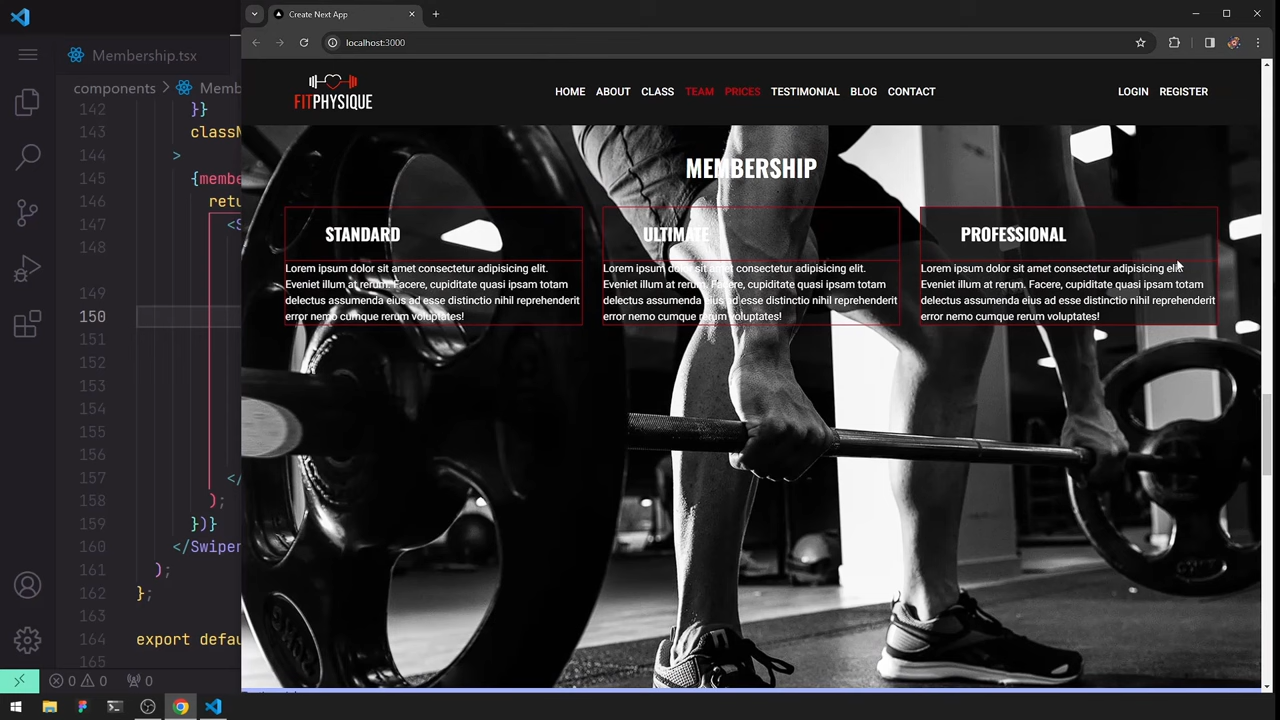 Create Next App
localhost:3000
Membership.tsx
components > Memb
FITPHYSIQUE
HOME ABOUT CLASS TEAM PRICES TESTIMONIAL BLOG CONTACT
LOGIN REGISTER
MEMBERSHIP
STANDARD
Lorem ipsum dolor sit amet consectetur adipisicing elit.
Eveniet illum at rerum. Facere, cupiditate quasi ipsam totam
delectus assumenda eius ad esse distinctio nihil reprehenderit
error nemo cumque rerum voluptates!
ULTIMATE
Lorem ipsum dolor sit amet consectetur adipisicing elit.
Eveniet illum at rerum. Facere, cupiditate quasi ipsam totam
delectus assumenda eius ad esse distinctio nihil reprehenderit
error nemo cumque rerum voluptates!
PROFESSIONAL
Lorem ipsum dolor sit amet consectetur adipisicing elit.
Eveniet illum at rerum. Facere, cupiditate quasi ipsam totam
delectus assumenda eius ad esse distinctio nihil reprehenderit
error nemo cumque rerum voluptates!
142 }}
143 classN
144 >
145 {memb
146 retu
147 <S
148
149
150
151
152
153
154
155
156
157 </
158 );
159 })}
160 </Swiper
161 );
162 };
163
164 export defau
165
0 0 0